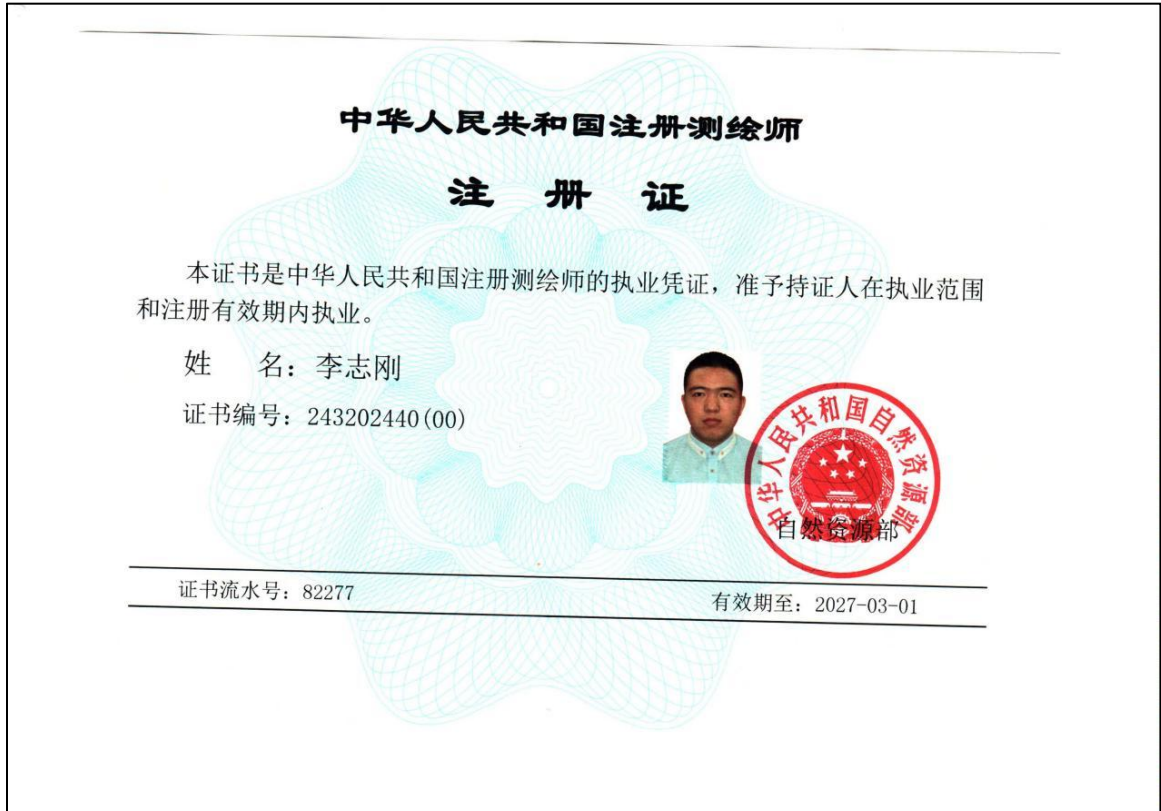 中华人民共和国注册测绘师
注 册 证
本证书是中华人民共和国注册测绘师的执业凭证，准予持证人在执业范围
和注册有效期内执业。
姓 名：李志刚
证书编号：243202440(00)
中华人民共和国自然资源部
自然资源部
证书流水号：82277
有效期至：2027-03-01